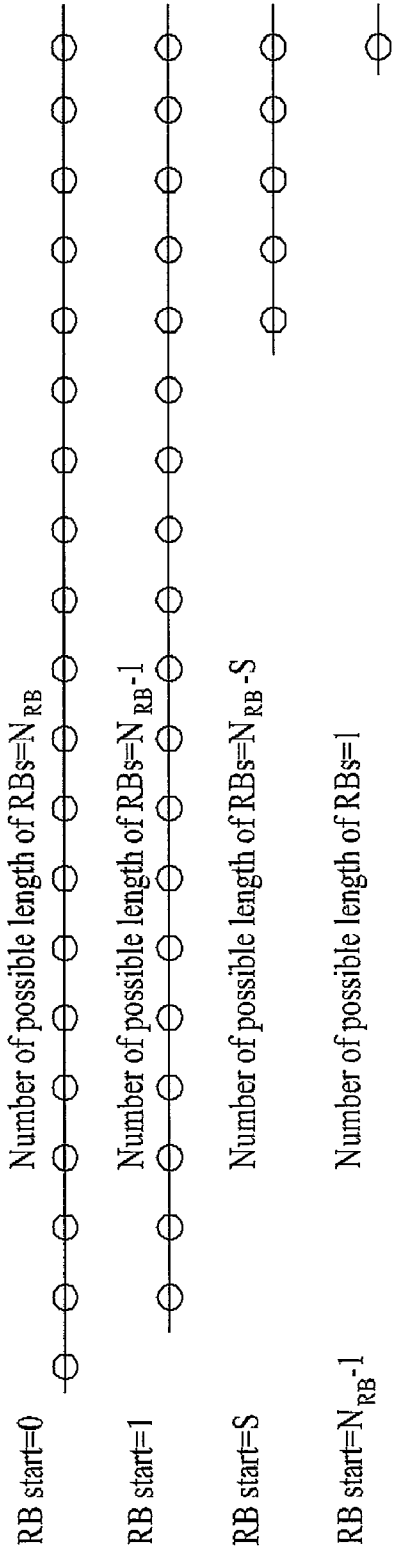 RB start=0 Number of possible length of RBs=N_RB
RB start=1 Number of possible length of RBs=N_RB-1
RB start=S Number of possible length of RBs=N_RB-S
RB start=N_RB-1 Number of possible length of RBs=1